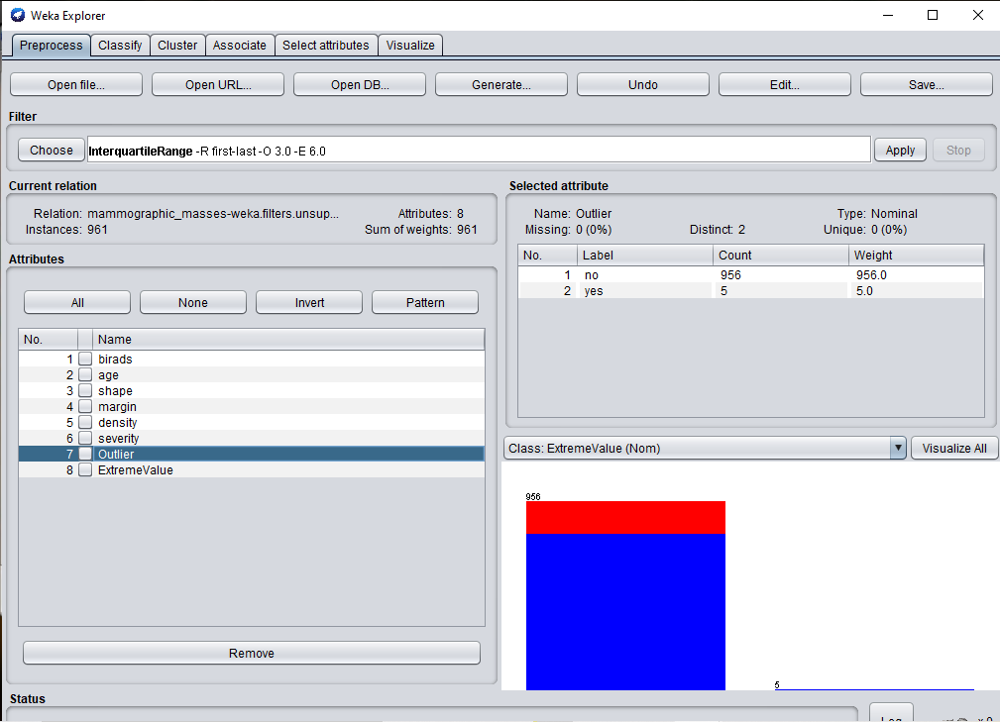 Weka Explorer
Preprocess Classify Cluster Associate Select attributes Visualize
Open file... Open URL... Open DB... Generate... Undo Edit... Save...
Filter
Choose InterquartileRange -R first-last -O 3.0 -E 6.0 Apply Stop
Current relation
Relation: mammographic_masses-weka.filters.unsup... Attributes: 8
Instances: 961 Sum of weights: 961
Attributes
All None Invert Pattern
No. Name
1 birads
2 age
3 shape
4 margin
5 density
6 severity
7 Outlier
8 ExtremeValue
Remove
Selected attribute
Name: Outlier Type: Nominal
Missing: 0 (0%) Distinct: 2 Unique: 0 (0%)
No. Label Count Weight
1 no 956 956.0
2 yes 5 5.0
Class: ExtremeValue (Nom) Visualize All
956
5
Status
Log x 0